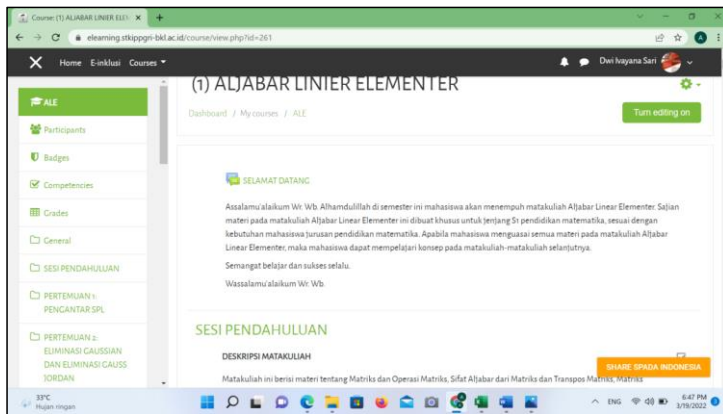 Course: (1) ALJABAR LINIER ELE
elearning.stkippgri-bkl.ac.id/course/view.php?id=261
Home E-inklusi Courses
Dwi Ivayana Sari
(1) ALJABAR LINIER ELEMENTER
Dashboard / My courses / ALE
Turn editing on
ALE
Participants
Badges
Competencies
Grades
General
SESI PENDAHULUAN
PERTEMUAN 1:
PENGANTAR SPL
PERTEMUAN 2:
ELIMINASI GAUSSIAN
DAN ELIMINASI GAUSS
JORDAN
SELAMAT DATANG
Assalamu'alaikum Wr. Wb. Alhamdulillah di semester ini mahasiswa akan menempuh matakuliah Aljabar Linear Elementer. Sajian
materi pada matakuliah Aljabar Linear Elementer ini dibuat khusus untuk jenjang S1 pendidikan matematika, sesuai dengan
kebutuhan mahasiswa jurusan pendidikan matematika. Apabila mahasiswa menguasai semua materi pada matakuliah Aljabar
Linear Elementer, maka mahasiswa dapat mempelajari konsep pada matakuliah-matakuliah selanjutnya.
Semangat belajar dan sukses selalu.
Wassalamu'alaikum Wr. Wb.
SESI PENDAHULUAN
DESKRIPSI MATAKULIAH
SHARE SPADA INDONESIA
Matakuliah ini berisi materi tentang Matriks dan Operasi Matriks, Sifat Aljabar dari Matriks dan Transpos Matriks, Matriks
33°C
Hujan ringan
ENG
6:47 PM
3/19/2022